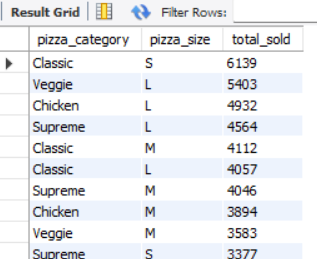 Result Grid Filter Rows:
pizza_category pizza_size total_sold
Classic S 6139
Veggie L 5403
Chicken L 4932
Supreme L 4564
Classic M 4112
Classic L 4057
Supreme M 4046
Chicken M 3894
Veggie M 3583
Supreme S 3377